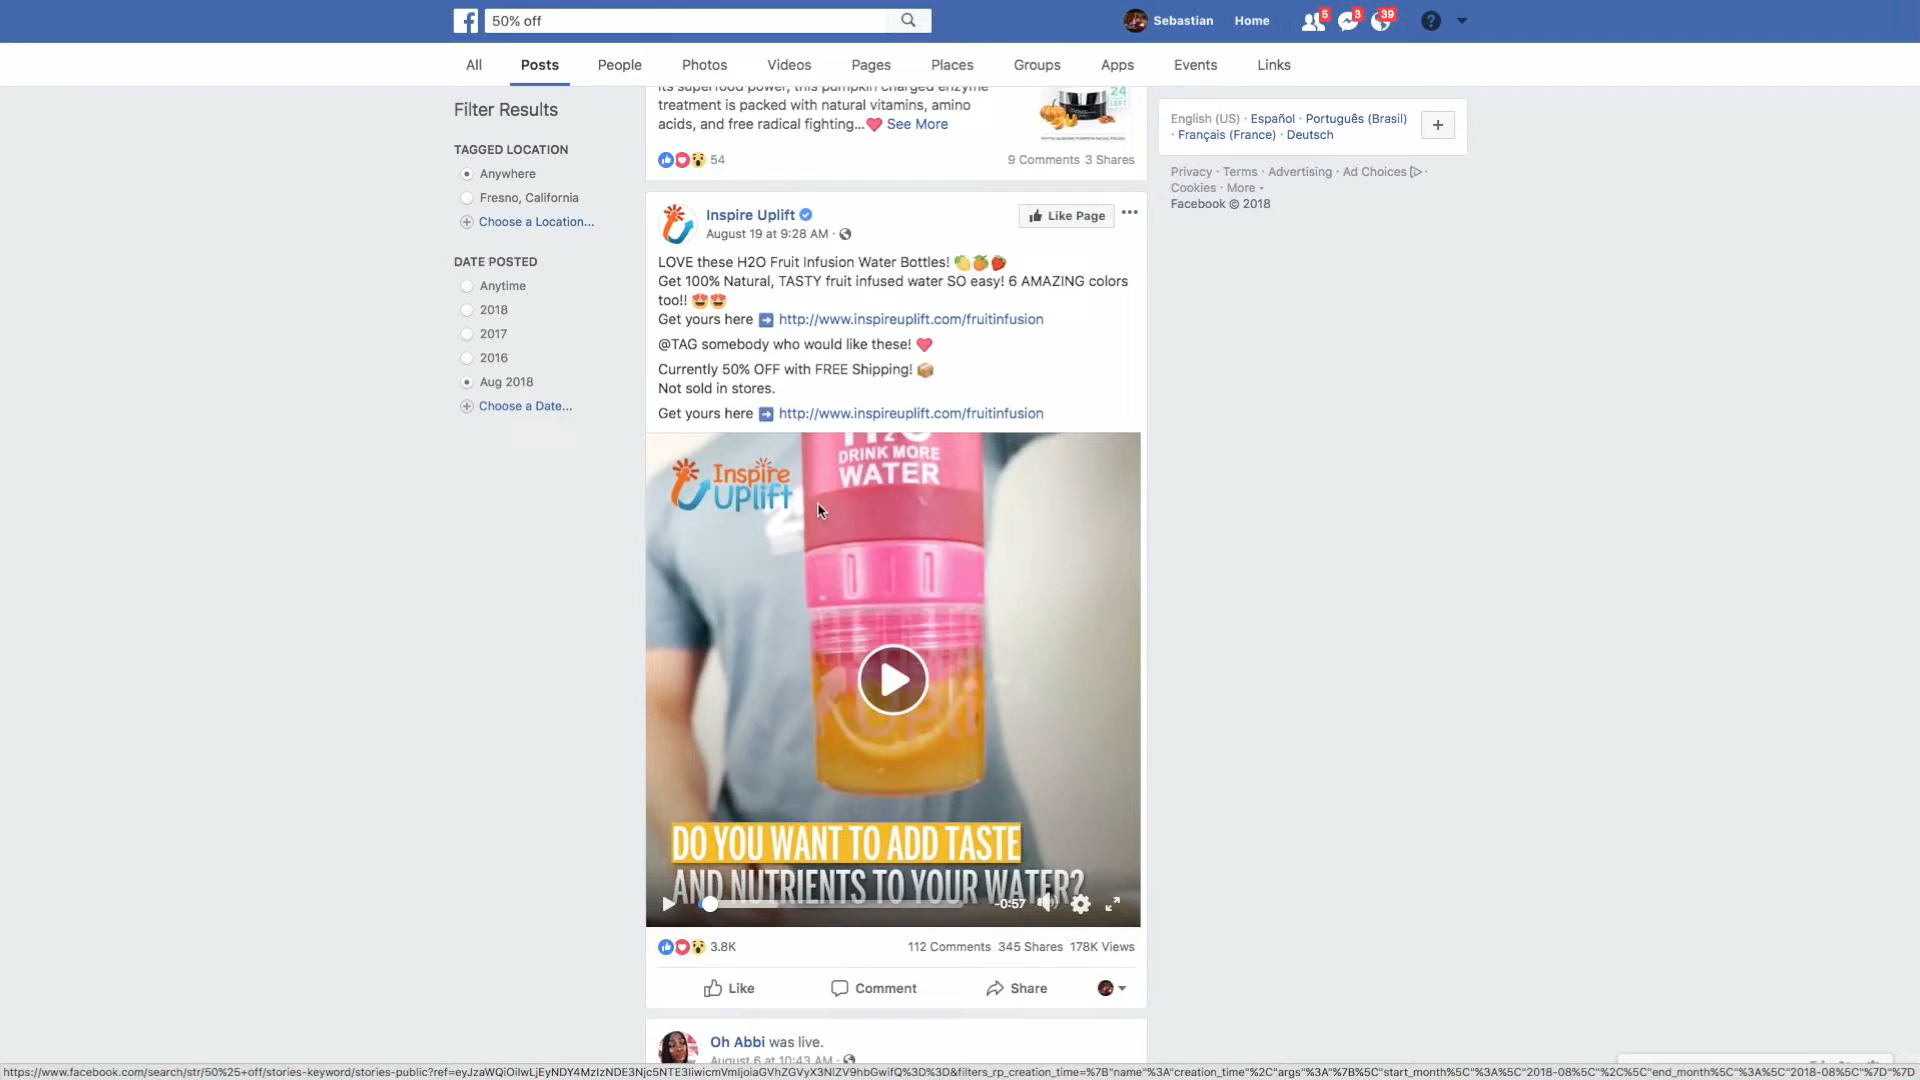 50% off
Sebastian
Home
5
3
39
All
Posts
People
Photos
Videos
Pages
Places
Groups
Apps
Events
Links
Filter Results
TAGGED LOCATION
Anywhere
Fresno, California
Choose a Location...
DATE POSTED
Anytime
2018
2017
2016
Aug 2018
Choose a Date...
its superfood power, this pumpkin charged enzyme
treatment is packed with natural vitamins, amino
acids, and free radical fighting...❤ See More
24
LEFT
54
9 Comments 3 Shares
Inspire Uplift
August 19 at 9:28 AM ·
Like Page
LOVE these H2O Fruit Infusion Water Bottles! 🍋🍊🍓
Get 100% Natural, TASTY fruit infused water SO easy! 6 AMAZING colors
too!! 😍😍
Get yours here ➡ http://www.inspireuplift.com/fruitinfusion
@TAG somebody who would like these! ❤
Currently 50% OFF with FREE Shipping! 📦
Not sold in stores.
Get yours here ➡ http://www.inspireuplift.com/fruitinfusion
Inspire
Uplift
H2O
DRINK MORE
WATER
DO YOU WANT TO ADD TASTE
AND NUTRIENTS TO YOUR WATER?
-0:57
3.8K
112 Comments 345 Shares 178K Views
Like
Comment
Share
Oh Abbi was live.
August 6 at 10:43 AM ·
English (US) · Español · Português (Brasil)
· Français (France) · Deutsch
Privacy · Terms · Advertising · Ad Choices ·
Cookies · More
Facebook © 2018